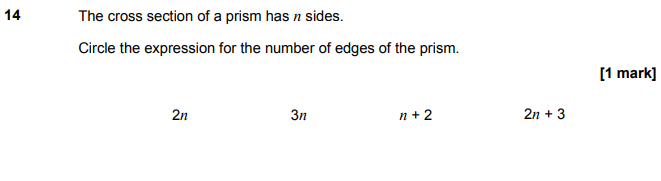 14 The cross section of a prism has n sides.
Circle the expression for the number of edges of the prism.
[1 mark]
2n 3n n + 2 2n + 3